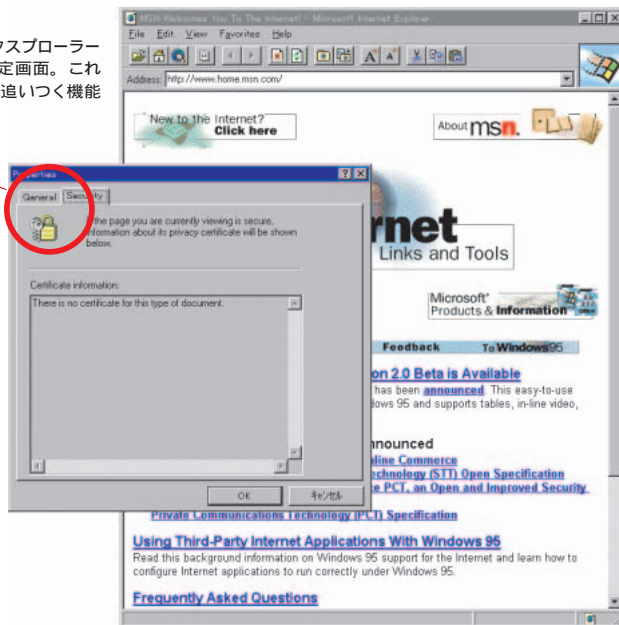 クスプローラー
定画面。これ
追いつく機能
MSN Welcomes You To The Internet! - Microsoft Internet Explorer
File Edit View Favorites Help
Address: http://www.home.msn.com/
New to the Internet?
Click here
About msn.
rnet
Links and Tools
Microsoft
Products & Information
Feedback To Windows95
on 2.0 Beta is Available
has been announced. This easy-to-use
dows 95 and supports tables, in-line video,
nnounced
nline Commerce
echnology (STT) Open Specification
e PCT, an Open and Improved Security
Private Communications Technology (PCT) Specification
Using Third-Party Internet Applications With Windows 95
Read this background information on Windows 95 support for the Internet and learn how to
configure Internet applications to run correctly under Windows 95.
Frequently Asked Questions
Properties
General Security
If the page you are currently viewing is secure,
information about its privacy certificate will be shown
below.
Certificate information:
There is no certificate for this type of document.
OK キャンセル